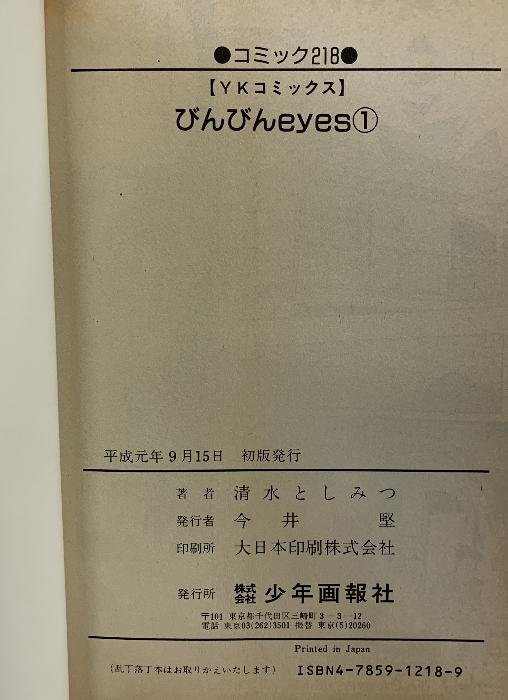 ●コミック218●
【YKコミックス】
びんびんeyes①
平成元年9月15日 初版発行
著者 清水としみつ
発行者 今井堅
印刷所 大日本印刷株式会社
発行所 株式会社 少年画報社
〒101 東京都千代田区三崎町3-3-12
電話 東京03(262)3501 振替 東京(5)20260
Printed in Japan
(乱丁落丁本はお取りかえいたします) ISBN4-7859-1218-9